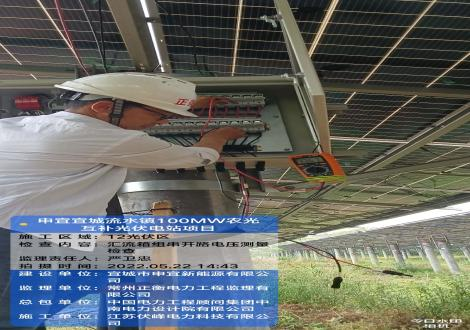 申宜宜城流水镇100MW农光
互补光伏电站项目
施工区域：12光伏区
检查内容：汇流箱组串开路电压测量
检查
监理责任人：严卫忠
拍摄时间：2022.05.22 14:43
建设单位：宜城市申宜新能源有限公
司
监理单位：常州正衡电力工程监理有
限公司
总包单位：中国电力工程顾问集团中
南电力设计院有限公司
施工单位：江苏伏峰电力科技有限公
司
今日水印
相机